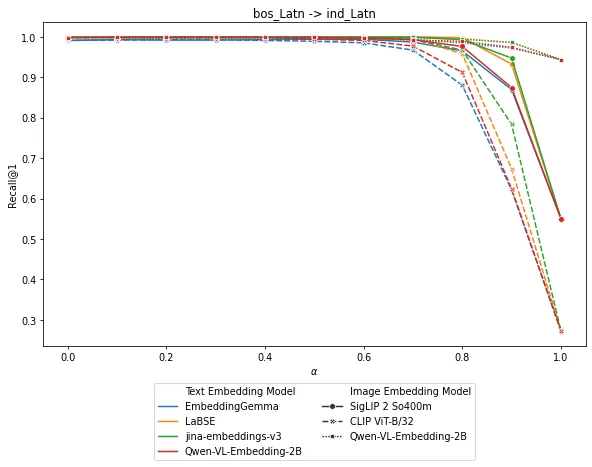 bos_Latn -> ind_Latn
Recall@1
1.0
0.9
0.8
0.7
0.6
0.5
0.4
0.3
0.0 0.2 0.4 0.6 0.8 1.0
α
Text Embedding Model Image Embedding Model
EmbeddingGemma SigLIP 2 So400m
LaBSE CLIP ViT-B/32
jina-embeddings-v3 Qwen-VL-Embedding-2B
Qwen-VL-Embedding-2B